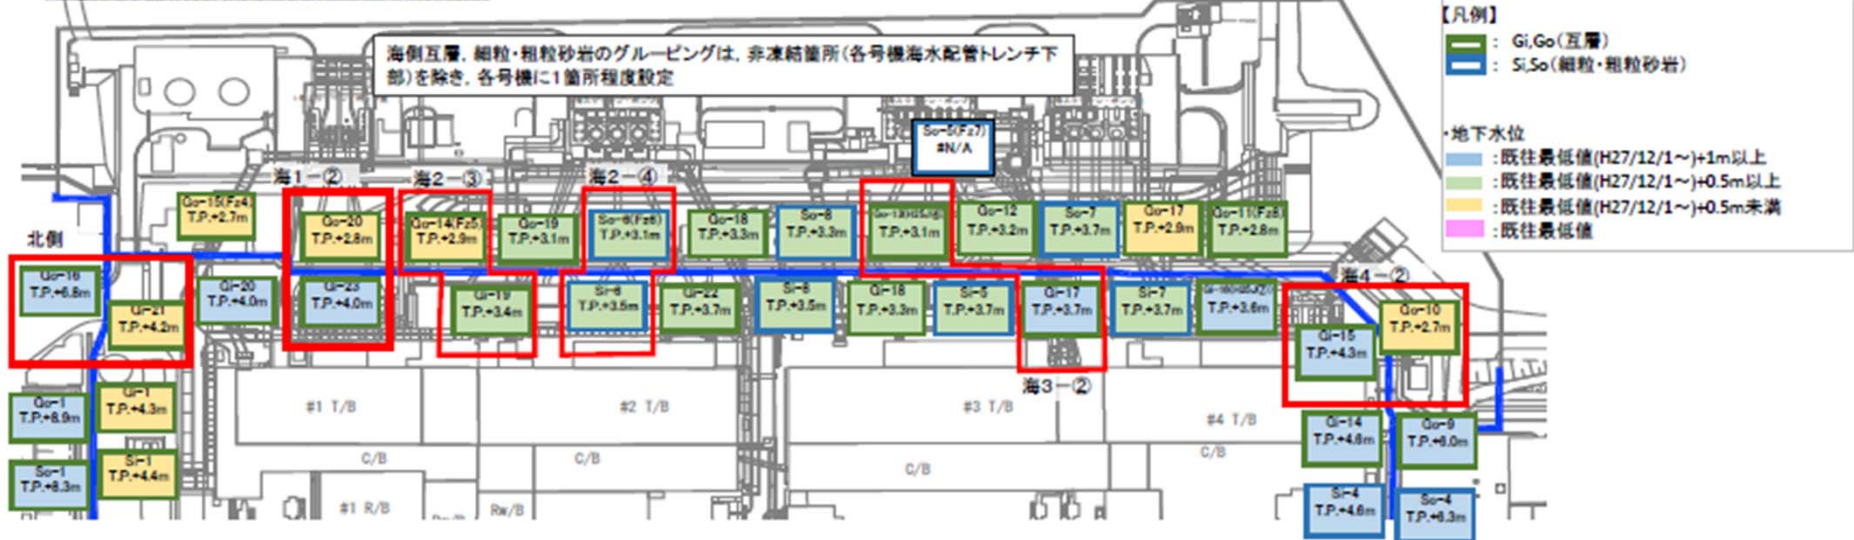 海側互層，細粒・粗粒砂岩のグルーピングは，非凍結箇所（各号機海水配管トレンチ下
部）を除き，各号機に1箇所程度設定
【凡例】
： Gi,Go（互層）
： Si,So（細粒・粗粒砂岩）
・地下水位
：既往最低値(H27/12/1～)+1m以上
：既往最低値(H27/12/1～)+0.5m以上
：既往最低値(H27/12/1～)+0.5m未満
：既往最低値
So-5(Fz7)
#N/A
海1－②
海2－③
海2－④
Go-15(Fz4)
T.P.+2.7m
Go-20
T.P.+2.8m
Go-14(Fz5)
T.P.+2.9m
Go-19
T.P.+3.1m
So-6(Fz6)
T.P.+3.1m
Go-18
T.P.+3.3m
So-8
T.P.+3.3m
T.P.+3.1m
Go-12
T.P.+3.2m
So-7
T.P.+3.7m
Go-17
T.P.+2.9m
Go-11(Fz8)
T.P.+2.8m
北側
海4－②
Go-16
T.P.+6.8m
Gi-21
T.P.+4.2m
Gi-20
T.P.+4.0m
Gi-23
T.P.+4.0m
Gi-19
T.P.+3.4m
Si-6
T.P.+3.5m
Gi-22
T.P.+3.7m
Si-8
T.P.+3.5m
Gi-18
T.P.+3.3m
Si-5
T.P.+3.7m
Gi-17
T.P.+3.7m
Si-7
T.P.+3.7m
T.P.+3.6m
Gi-15
T.P.+4.3m
Go-10
T.P.+2.7m
海3－②
Go-1
T.P.+6.9m
Gi-1
T.P.+4.3m
#1 T/B
#2 T/B
#3 T/B
#4 T/B
Gi-14
T.P.+4.6m
Go-9
T.P.+6.0m
So-1
T.P.+6.3m
Si-1
T.P.+4.4m
C/B
C/B
C/B
C/B
#1 R/B
Rw/B
Rw/B
Si-4
T.P.+4.6m
So-4
T.P.+6.3m